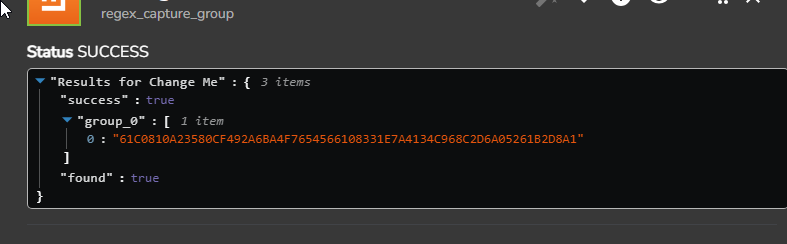 regex_capture_group
Status SUCCESS
"Results for Change Me" : { 3 items
"success" : true
"group_0" : [ 1 item
0 : "61C0810A23580CF492A6BA4F7654566108331E7A4134C968C2D6A05261B2D8A1"
]
"found" : true
}